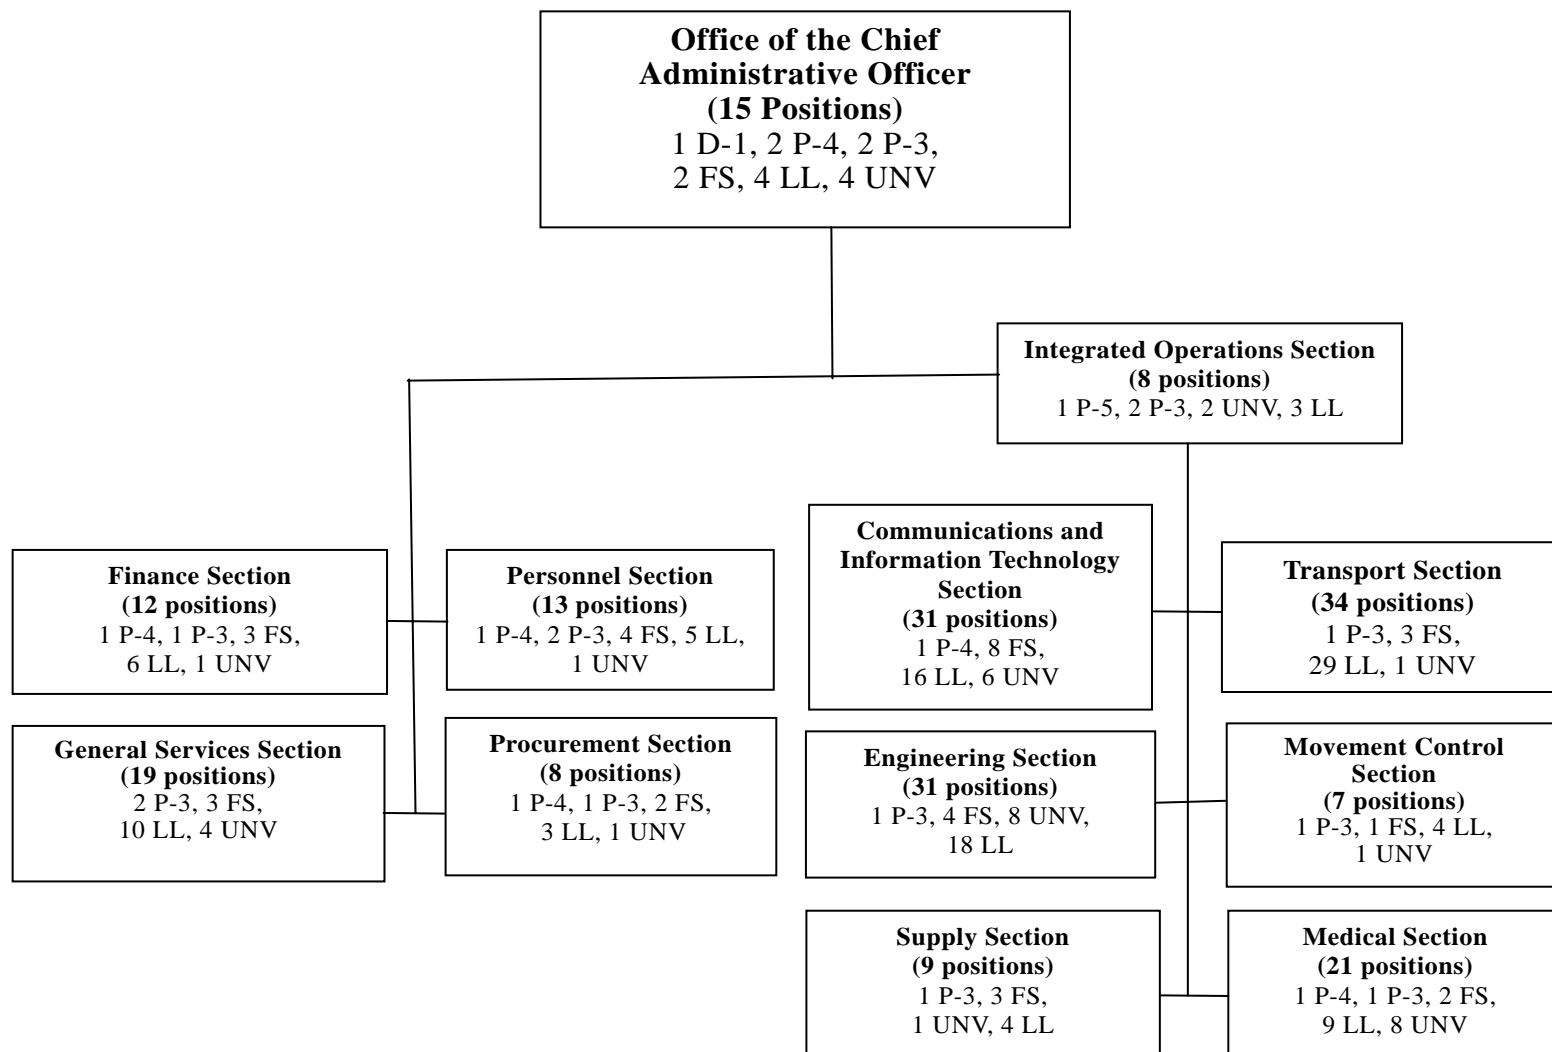 Office of the Chief
Administrative Officer
(15 Positions)
1 D-1, 2 P-4, 2 P-3,
2 FS, 4 LL, 4 UNV
Integrated Operations Section
(8 positions)
1 P-5, 2 P-3, 2 UNV, 3 LL
Finance Section
(12 positions)
1 P-4, 1 P-3, 3 FS,
6 LL, 1 UNV
Personnel Section
(13 positions)
1 P-4, 2 P-3, 4 FS, 5 LL,
1 UNV
Communications and
Information Technology
Section
(31 positions)
1 P-4, 8 FS,
16 LL, 6 UNV
Transport Section
(34 positions)
1 P-3, 3 FS,
29 LL, 1 UNV
General Services Section
(19 positions)
2 P-3, 3 FS,
10 LL, 4 UNV
Procurement Section
(8 positions)
1 P-4, 1 P-3, 2 FS,
3 LL, 1 UNV
Engineering Section
(31 positions)
1 P-3, 4 FS, 8 UNV,
18 LL
Movement Control
Section
(7 positions)
1 P-3, 1 FS, 4 LL,
1 UNV
Supply Section
(9 positions)
1 P-3, 3 FS,
1 UNV, 4 LL
Medical Section
(21 positions)
1 P-4, 1 P-3, 2 FS,
9 LL, 8 UNV